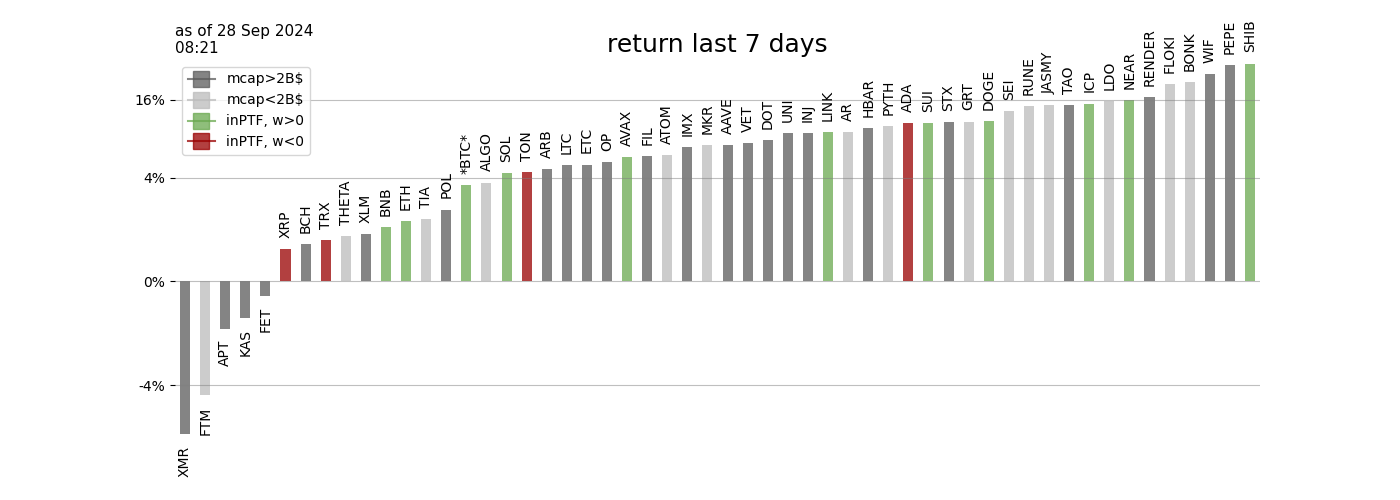 as of 28 Sep 2024
08:21
return last 7 days
mcap>2B$
mcap<2B$
inPTF, w>0
inPTF, w<0
16%
4%
0%
-4%
XMR
FTM
APT
KAS
FET
XRP
BCH
TRX
THETA
XLM
BNB
ETH
TIA
POL
*BTC*
ALGO
SOL
TON
ARB
LTC
ETC
OP
AVAX
FIL
ATOM
IMX
MKR
AAVE
VET
DOT
UNI
INJ
LINK
AR
HBAR
PYTH
ADA
SUI
STX
GRT
DOGE
SEI
RUNE
JASMY
TAO
ICP
LDO
NEAR
RENDER
FLOKI
BONK
WIF
PEPE
SHIB